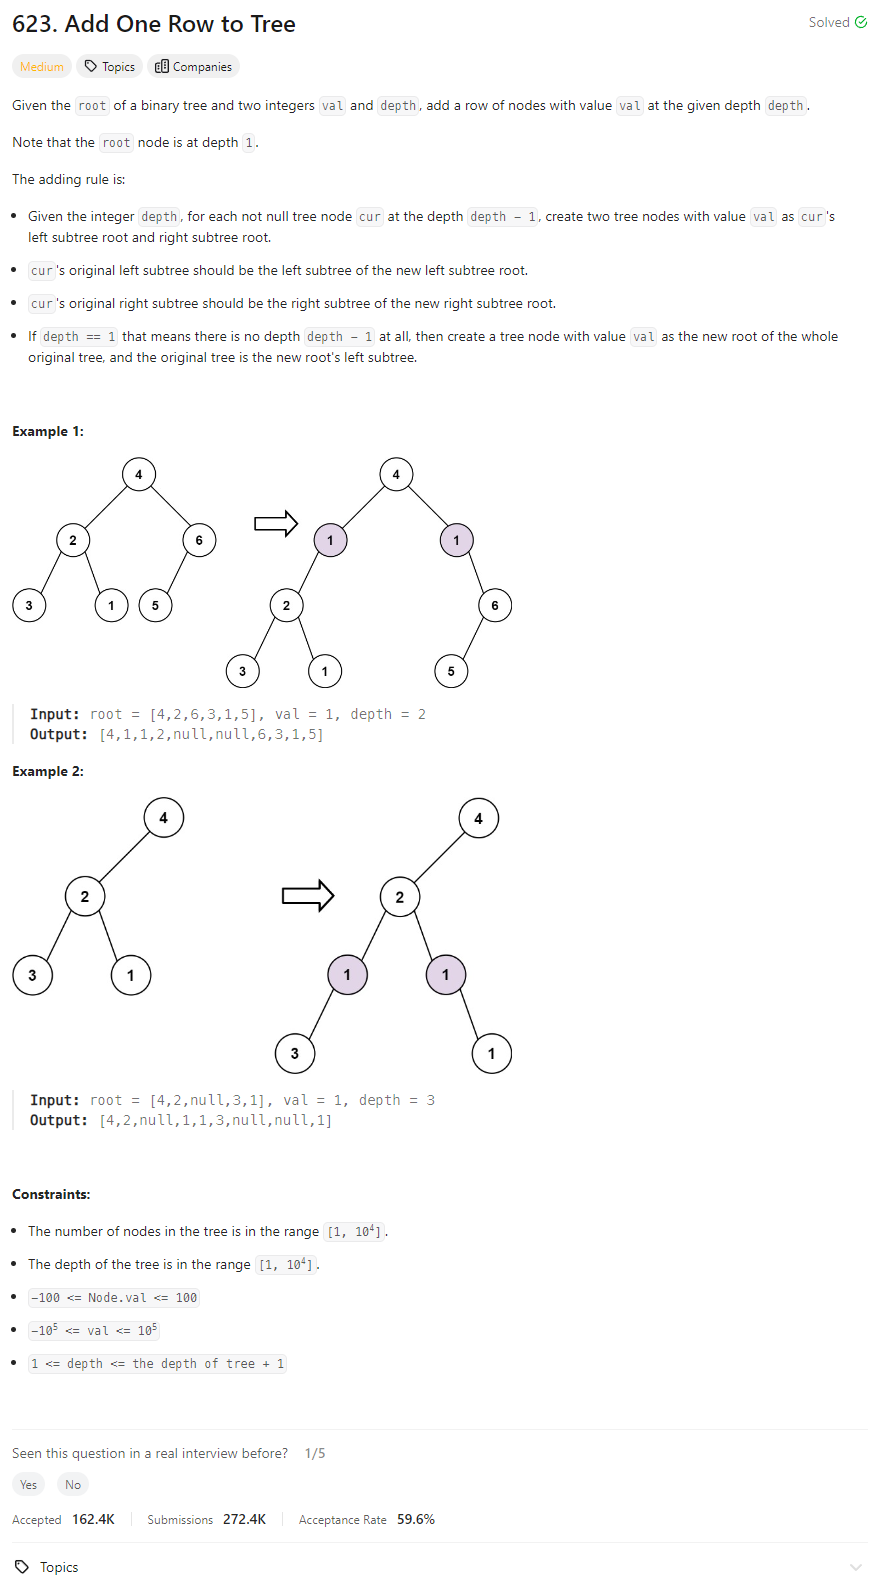 623. Add One Row to Tree
Solved
Medium Topics Companies
Given the root of a binary tree and two integers val and depth, add a row of nodes with value val at the given depth depth.
Note that the root node is at depth 1.
The adding rule is:
• Given the integer depth, for each not null tree node cur at the depth depth - 1, create two tree nodes with value val as cur's
left subtree root and right subtree root.
• cur's original left subtree should be the left subtree of the new left subtree root.
• cur's original right subtree should be the right subtree of the new right subtree root.
• If depth == 1 that means there is no depth depth - 1 at all, then create a tree node with value val as the new root of the whole
original tree, and the original tree is the new root's left subtree.
Example 1:
4 4
2 6 1 1
3 1 5 2 6
3 1 5
Input: root = [4,2,6,3,1,5], val = 1, depth = 2
Output: [4,1,1,2,null,null,6,3,1,5]
Example 2:
4 4
2 2
3 1 1 1
3 1
Input: root = [4,2,null,3,1], val = 1, depth = 3
Output: [4,2,null,1,1,3,null,null,1]
Constraints:
• The number of nodes in the tree is in the range [1, 10⁴].
• The depth of the tree is in the range [1, 10⁴].
• -100 <= Node.val <= 100
• -10⁵ <= val <= 10⁵
• 1 <= depth <= the depth of tree + 1
Seen this question in a real interview before? 1/5
Yes No
Accepted 162.4K Submissions 272.4K Acceptance Rate 59.6%
Topics